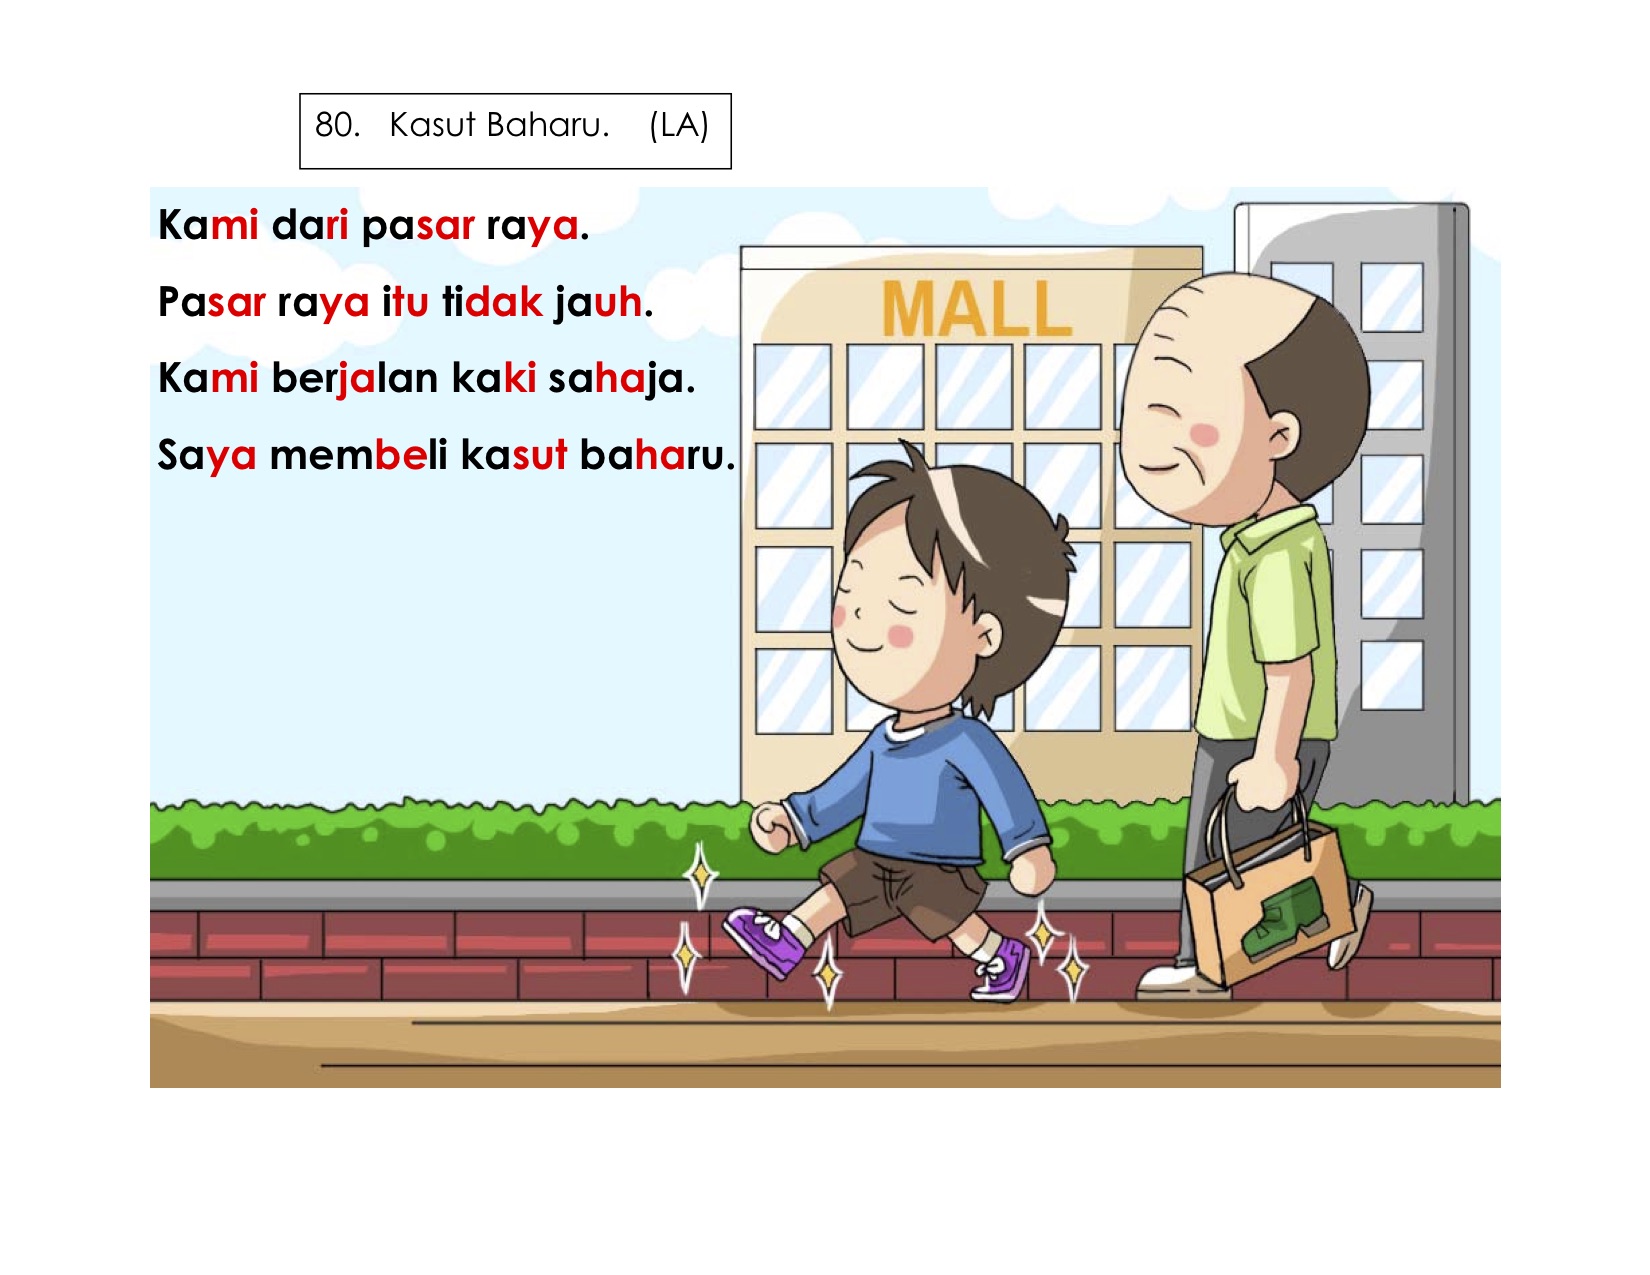 80. Kasut Baharu. (LA)
Kami dari pasar raya.
Pasar raya itu tidak jauh.
Kami berjalan kaki sahaja.
Saya membeli kasut baharu.
MALL